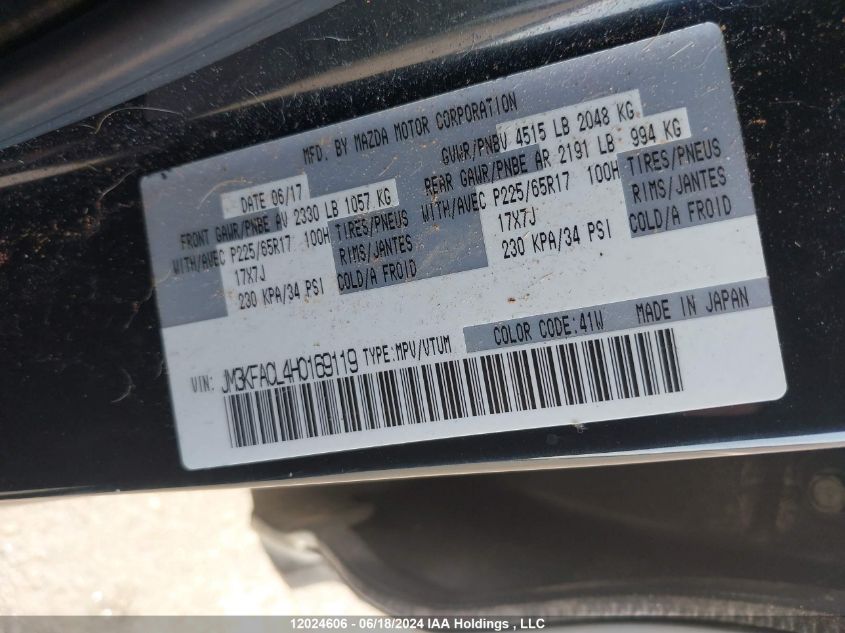 MFD. BY MAZDA MOTOR CORPORATION
DATE 06/17
GVWR/PNBV 4515 LB 2048 KG
FRONT GAWR/PNBE AV 2330 LB 1057 KG
REAR GAWR/PNBE AR 2191 LB 994 KG
WITH/AVEC P225/65R17 100H TIRES/PNEUS
17X7J RIMS/JANTES
230 KPA/34 PSI COLD/A FROID
WITH/AVEC P225/65R17 100H TIRES/PNEUS
17X7J RIMS/JANTES
230 KPA/34 PSI COLD/A FROID
COLOR CODE:41W MADE IN JAPAN
VIN: JM3KFACL4H0169119 TYPE:MPV/VTUM
12024606 - 06/18/2024 IAA Holdings , LLC